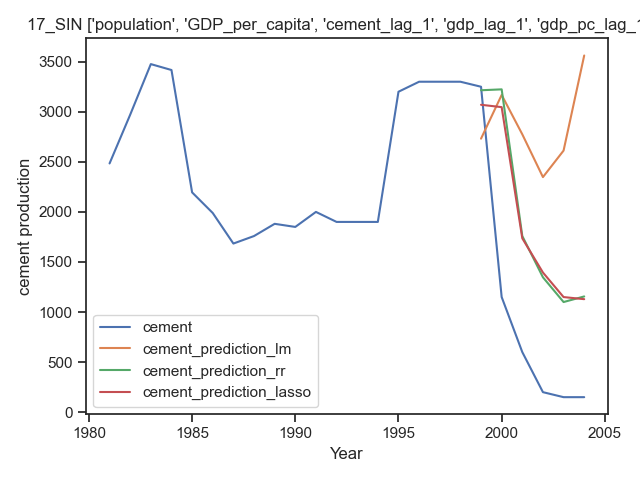 17_SIN ['population', 'GDP_per_capita', 'cement_lag_1', 'gdp_lag_1', 'gdp_pc_lag_1
cement production
3500
3000
2500
2000
1500
1000
500
0
cement
cement_prediction_lm
cement_prediction_rr
cement_prediction_lasso
1980
1985
1990
1995
2000
2005
Year